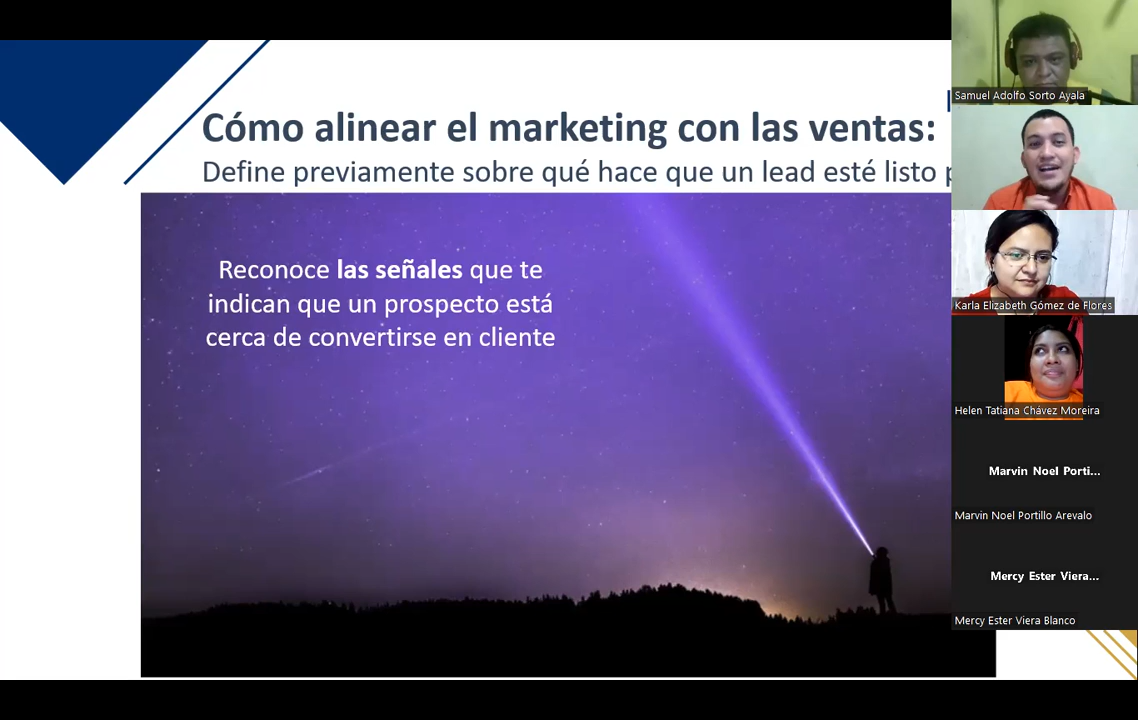 Cómo alinear el marketing con las ventas:
Define previamente sobre qué hace que un lead esté listo
Reconoce las señales que te
indican que un prospecto está
cerca de convertirse en cliente
Samuel Adolfo Sorto Ayala
Karla Elizabeth Gómez de Flores
Helen Tatiana Chávez Moreira
Marvin Noel Porti...
Marvin Noel Portillo Arevalo
Mercy Ester Viera...
Mercy Ester Viera Blanco